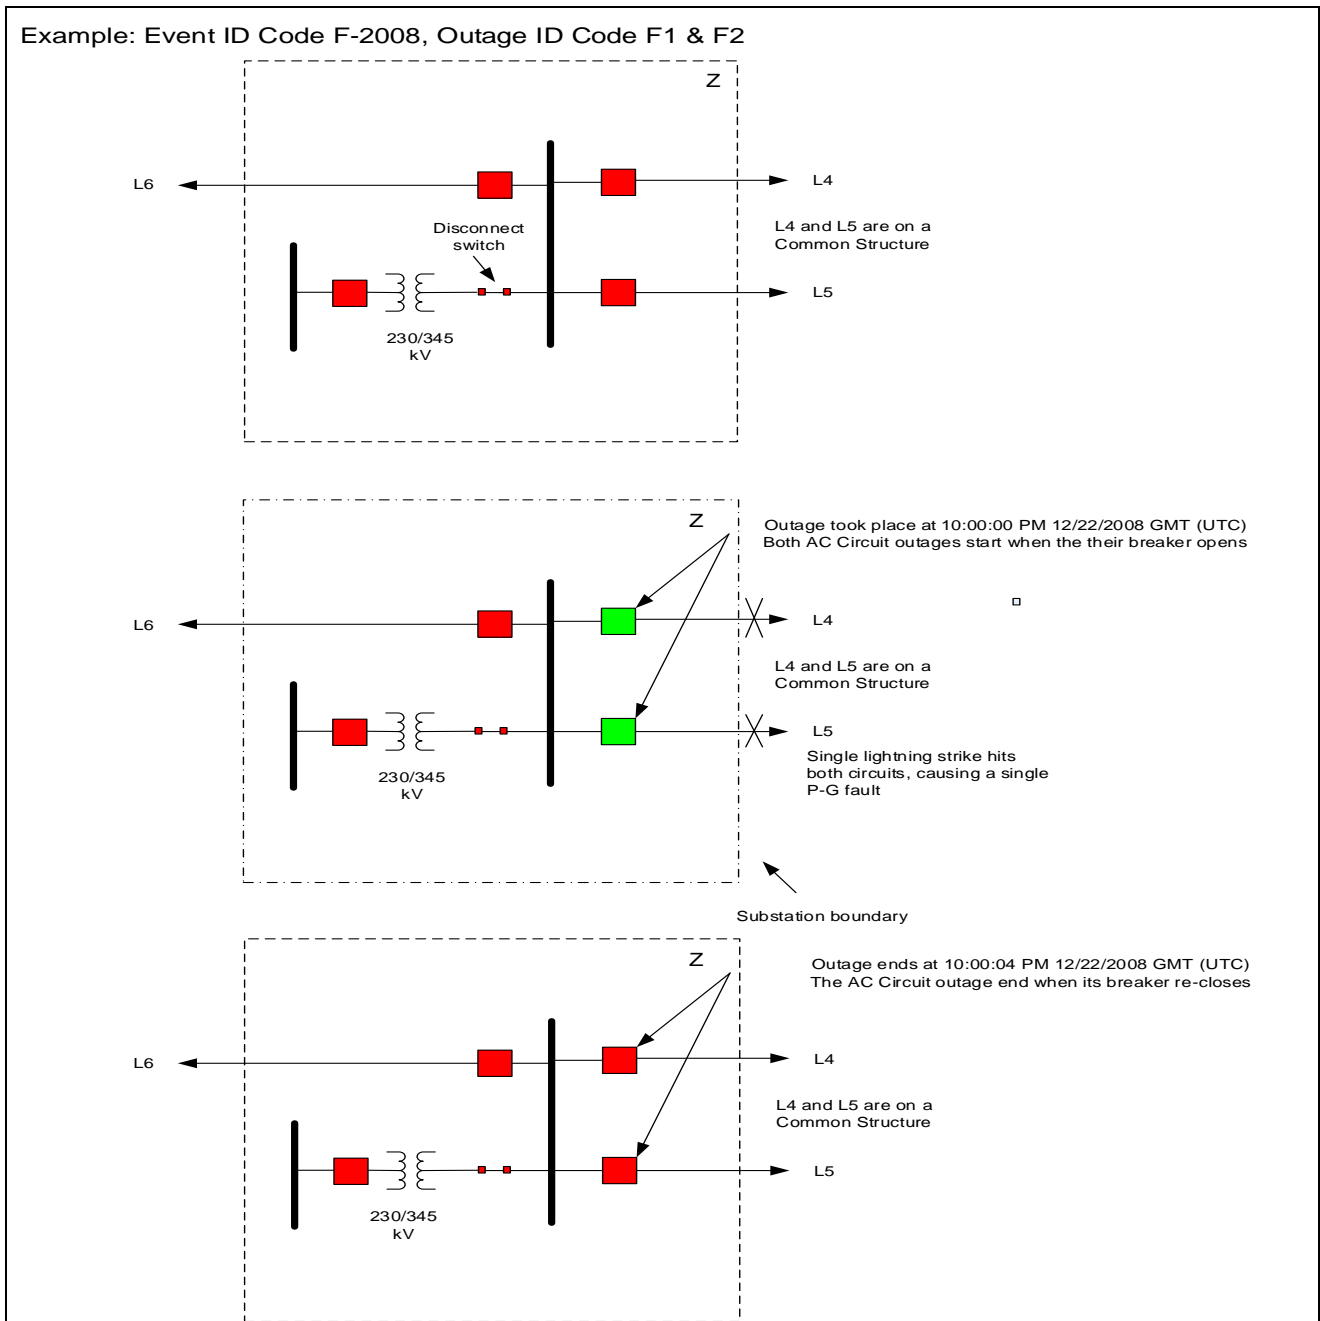 Example: Event ID Code F-2008, Outage ID Code F1 & F2
Z
L6
L4
Disconnect
switch
L4 and L5 are on a
Common Structure
L5
230/345
kV
Z
Outage took place at 10:00:00 PM 12/22/2008 GMT (UTC)
Both AC Circuit outages start when the their breaker opens
L6
L4
L4 and L5 are on a
Common Structure
L5
230/345
kV
Single lightning strike hits
both circuits, causing a single
P-G fault
Substation boundary
Z
Outage ends at 10:00:04 PM 12/22/2008 GMT (UTC)
The AC Circuit outage end when its breaker re-closes
L6
L4
L4 and L5 are on a
Common Structure
L5
230/345
kV